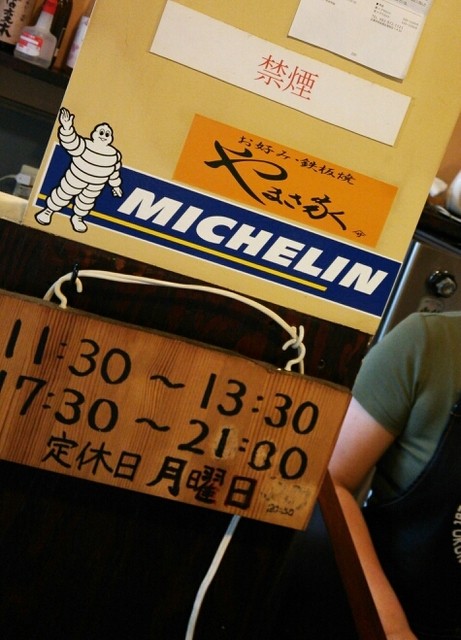 禁煙
お好み・鉄板焼
やまさ家
MICHELIN
11:30 ～ 13:30
17:30 ～ 21:00
定休日 月曜日